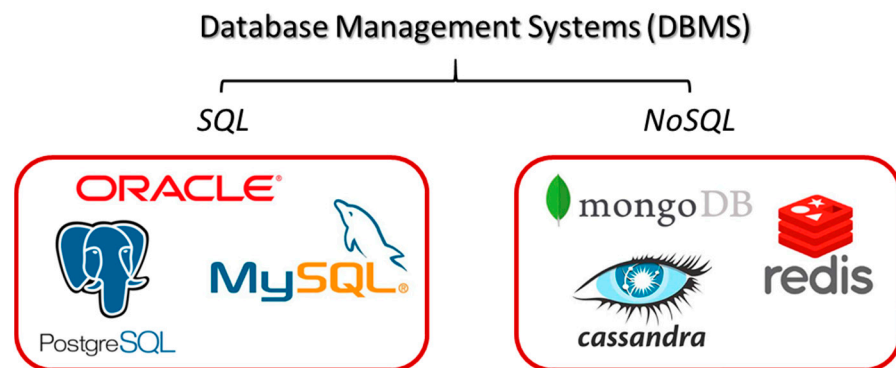 Database Management Systems (DBMS)
SQL
NoSQL
ORACLE®
MySQL®
PostgreSQL
mongoDB
redis
cassandra